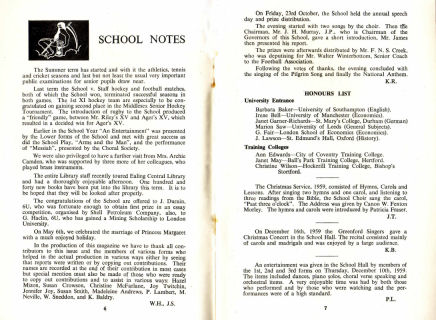 SCHOOL NOTES
The Summer term has started and with it the athletics, tennis
and cricket seasons and last but not least the usual very important
public examinations for senior pupils draw near.
Last term the School v. Staff hockey and football matches,
both of which the School won, terminated successful seasons in
both games. The 1st XI hockey team are especially to be con-
gratulated on gaining second place in the Middlesex Senior Hockey
Tournament. The introduction of rugby to the School produced
a "friendly" game, between Mr. Riley's XV and Ager's XV, which
resulted in a decided win for Ager's XV.
Earlier in the School Year "An Entertainment" was presented
by the Lower forms of the School and met with great success as
did the School Play, "Arms and the Man", and the performance
of "Messiah", presented by the Choral Society.
We were also privileged to have a further visit from Mrs. Archie
Camden, who was supported by three more of her colleagues, who
played brass instruments.
The entire Library staff recently toured Ealing Central Library
and had a thoroughly enjoyable afternoon. One hundred and
forty new books have been put into the library this term. It is to
be hoped that they will be looked after properly.
The congratulations of the School are offered to J. Durain,
6U, who was fortunate enough to obtain first prize in an essay
competition, organised by Shell Petroleum Company, also, to
G. Haclin, 6U, who has gained a Mining Scholarship to London
University.
On May 6th, we celebrated the marriage of Princess Margaret
with a much enjoyed holiday.
In the production of this magazine we have to thank all con-
tributors to this issue and the members of various forms who
helped in the actual production in various ways either by seeing
that reports were written or by copying out contributions. Their
names are recorded at the end of their contribution in most cases
but special mention must also be made of those who were ready
to copy out contributions and to assist in various ways: Hazel
Mizon, Susan Crosson, Christine McFarlane, Joy Twitchin,
Jennifer Joy, Susan Smith, Madeleine Andrews, P. Lambert, M.
Neville, W. Sneddon, and K. Baldry.
W.H., J.S.
6
On Friday, 23rd October, the School held the annual speech
day and prize distribution.
The evening started with two songs by the choir. Then the
Chairman, Mr. J. H. Murray, J.P., who is Chairman of the
Governors of this School, gave a short introduction. Mr. James
then presented his report.
The prizes were afterwards distributed by Mr. F. N. S. Creek,
who was deputising for Mr. Walter Winterbottom, Senior Coach
to the Football Association.
Following the votes of thanks, the evening concluded with
the singing of the Pilgrim Song and finally the National Anthem.
K.R.
HONOURS LIST
University Entrance
Barbara Baker—University of Southampton (English).
Irene Bell—University of Manchester (Economics).
Janet Garner-Richards—St. Mary's College, Durham (German)
Marion Saw—University of Leeds (General Subjects).
G. Fair—London School of Economics (Economics).
J. Lawson—St. Edmund's Hall, Oxford (History).
Training Colleges
Ann Edwards—City of Coventry Training College.
Janet May—Ball's Park Training College, Hertford.
Christine Wilson—Hockerill Training College, Bishop's
Stortford.
The Christmas Service, 1959, consisted of Hymns, Carols and
Lessons. After singing two hymns and one carol, and listening to
three readings from the Bible, the School Choir sang the carol,
"Past three o'clock". The Address was given by Canon W. Fenton
Morley. The hymns and carols were introduced by Patricia Fraser.
J.T.
On December 16th, 1959 the Greenford Singers gave a
Christmas Concert in the School Hall. The recital consisted mainly
of carols and madrigals and was enjoyed by a large audience.
K.B.
An entertainment was given in the School Hall by members of
the 1st, 2nd and 3rd forms on Thursday, December 10th, 1959.
The items included dances, piano solos, choral verse speaking and
orchestral items. A very enjoyable time was had by both those
who performed and by those who were watching and the per-
formances were of a high standard.
P.L.
7